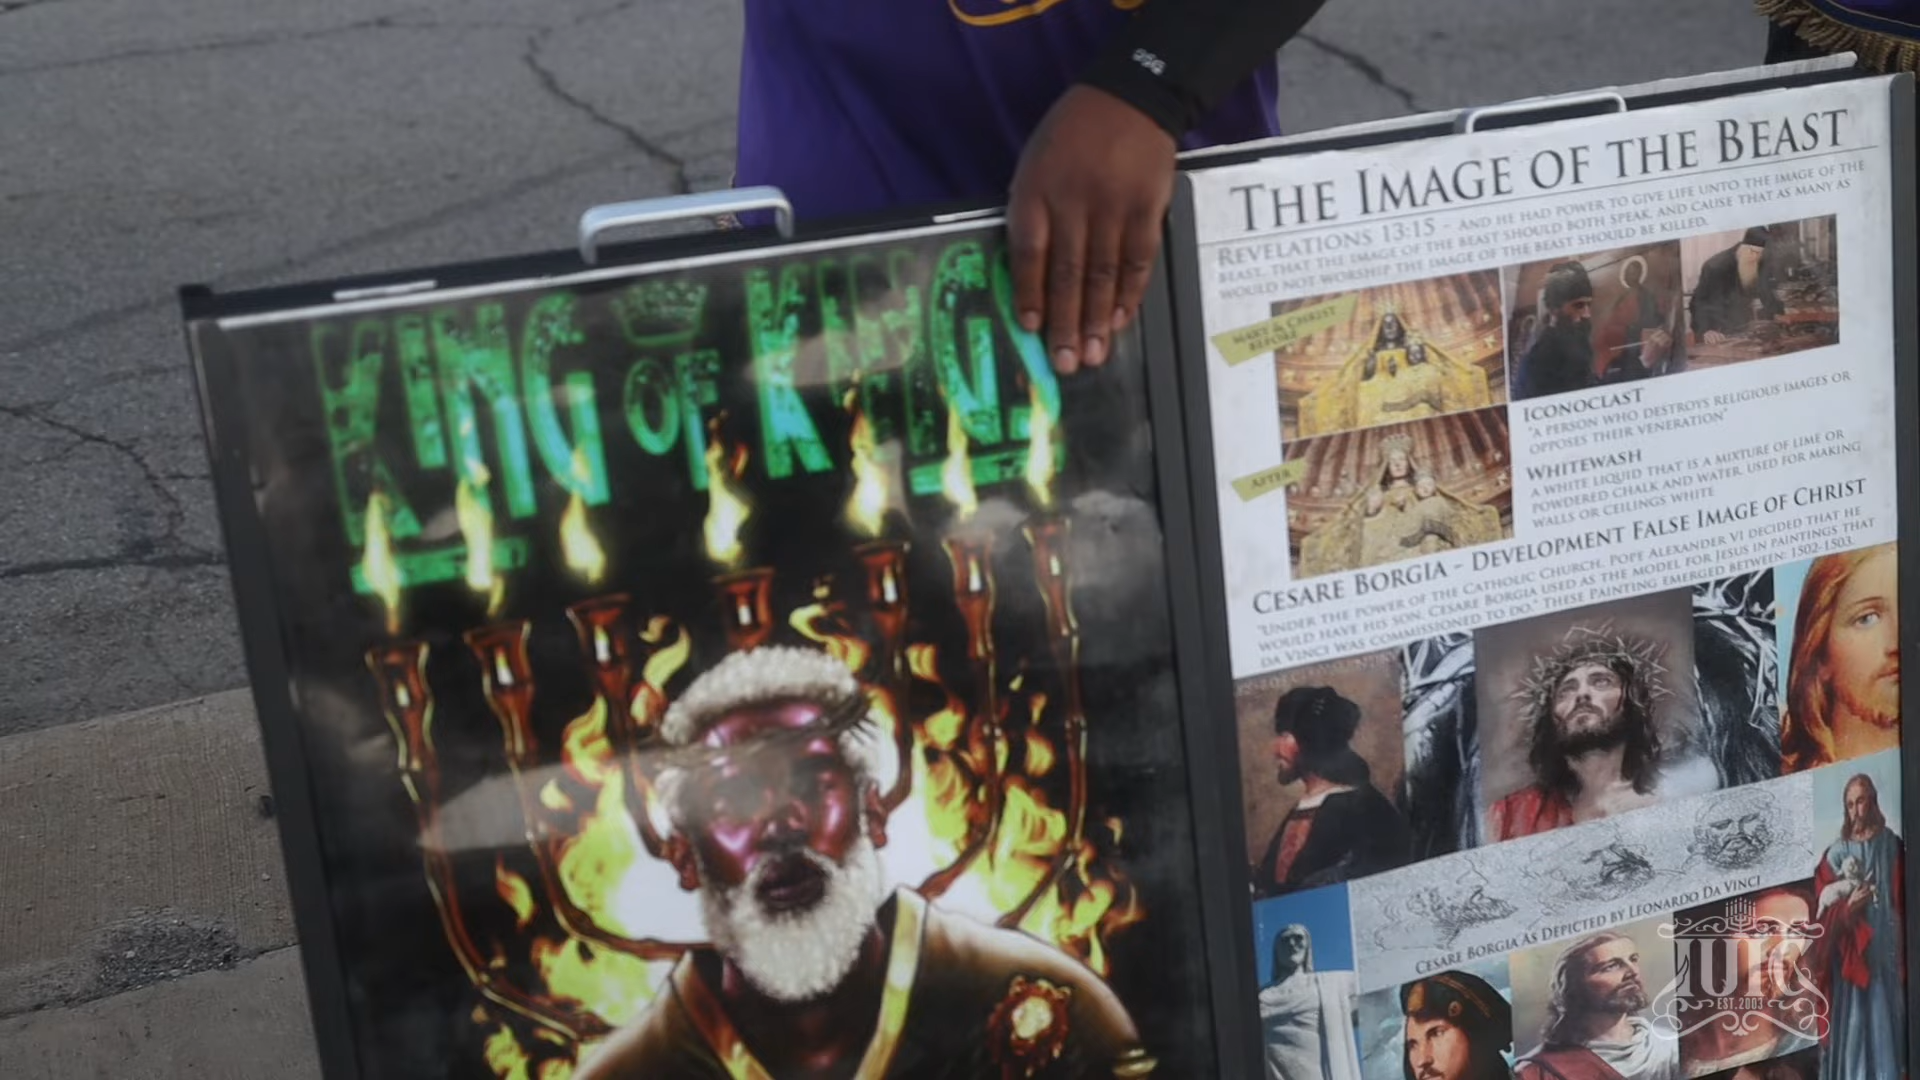 KING OF KINGS
THE IMAGE OF THE BEAST
REVELATIONS 13:15 - AND HE HAD POWER TO GIVE LIFE UNTO THE IMAGE OF THE
BEAST, THAT THE IMAGE OF THE BEAST SHOULD BOTH SPEAK, AND CAUSE THAT AS MANY AS
WOULD NOT WORSHIP THE IMAGE OF THE BEAST SHOULD BE KILLED.
MARY & CHRIST
BEFORE
AFTER
ICONOCLAST
"A PERSON WHO DESTROYS RELIGIOUS IMAGES OR
OPPOSES THEIR VENERATION"
WHITEWASH
A WHITE LIQUID THAT IS A MIXTURE OF LIME OR
POWDERED CHALK AND WATER, USED FOR MAKING
WALLS OR CEILINGS WHITE
CESARE BORGIA - DEVELOPMENT FALSE IMAGE OF CHRIST
"UNDER THE POWER OF THE CATHOLIC CHURCH, POPE ALEXANDER VI DECIDED THAT HE
WOULD HAVE HIS SON, CESARE BORGIA USED AS THE MODEL FOR JESUS IN PAINTINGS THAT
DA VINCI WAS COMMISSIONED TO DO." THESE PAINTING EMERGED BETWEEN: 1502-1503.
CESARE BORGIA AS DEPICTED BY LEONARDO DA VINCI
IUIC
EST. 2003